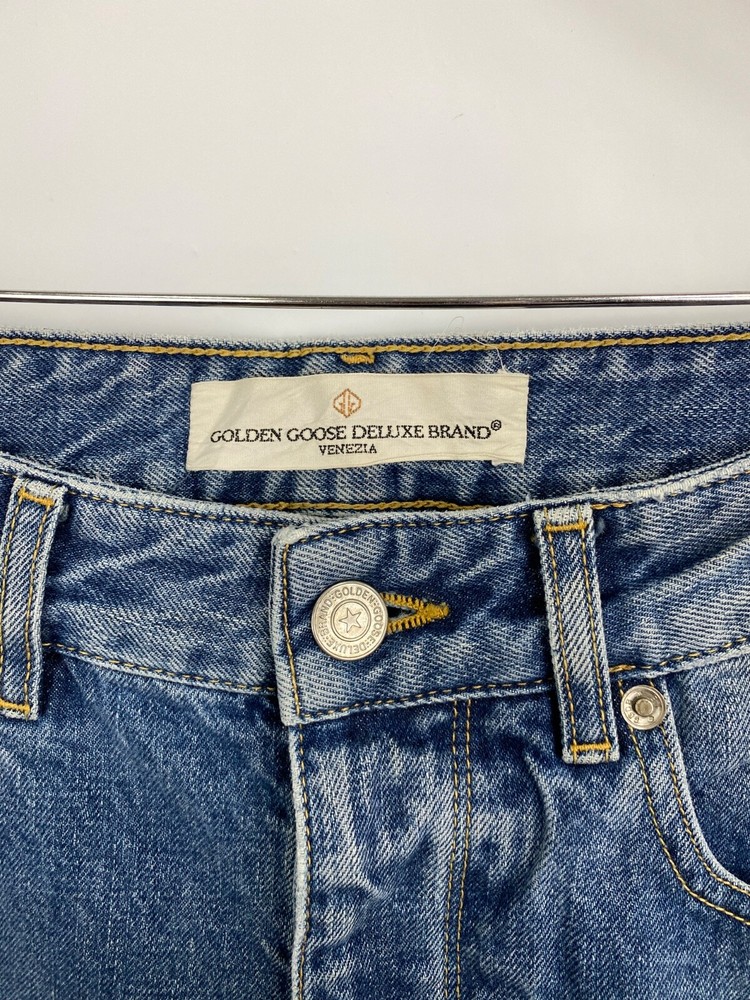 GOLDEN GOOSE DELUXE BRAND®
VENEZIA
GOLDEN·GOOSE·DELUXE·BRAND·